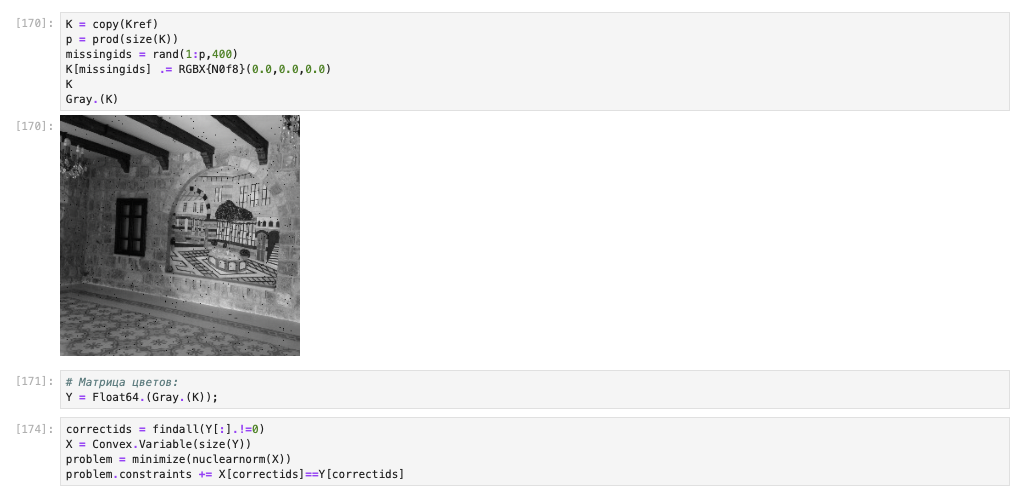 [170]: K = copy(Kref)
p = prod(size(K))
missingids = rand(1:p,400)
K[missingids] .= RGBX{N0f8}(0.0,0.0,0.0)
K
Gray.(K)
[170]:
[171]: # Матрица цветов:
Y = Float64.(Gray.(K));
[174]: correctids = findall(Y[:].!=0)
X = Convex.Variable(size(Y))
problem = minimize(nuclearnorm(X))
problem.constraints += X[correctids]==Y[correctids]